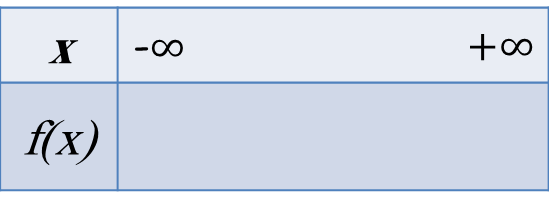 x -∞ +∞
f(x)